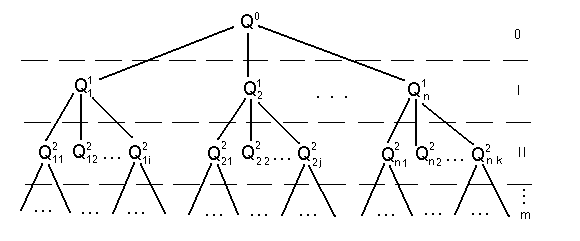 Q⁰ 0
Q¹₁ Q¹₂ . . . Q¹ₙ I
Q²₁₁ Q²₁₂ ... Q²₁ᵢ Q²₂₁ Q²₂₂ ... Q²₂ⱼ Q²ₙ₁ Q²ₙ₂ ... Q²ₙₖ II
... ... ... ... ... ... ... ... ... ⋮ m